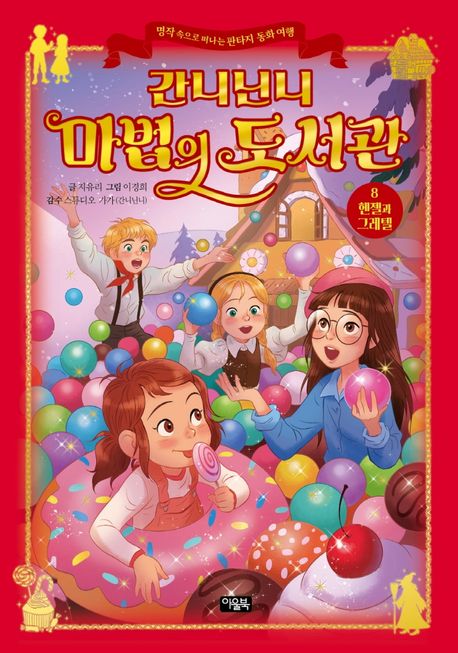 명작 속으로 떠나는 판타지 동화 여행
간니닌니
마법의 도서관
글 지유리 그림 이경희
감수 스튜디오 가가 (간니닌니)
8
헨젤과
그레텔
아울북